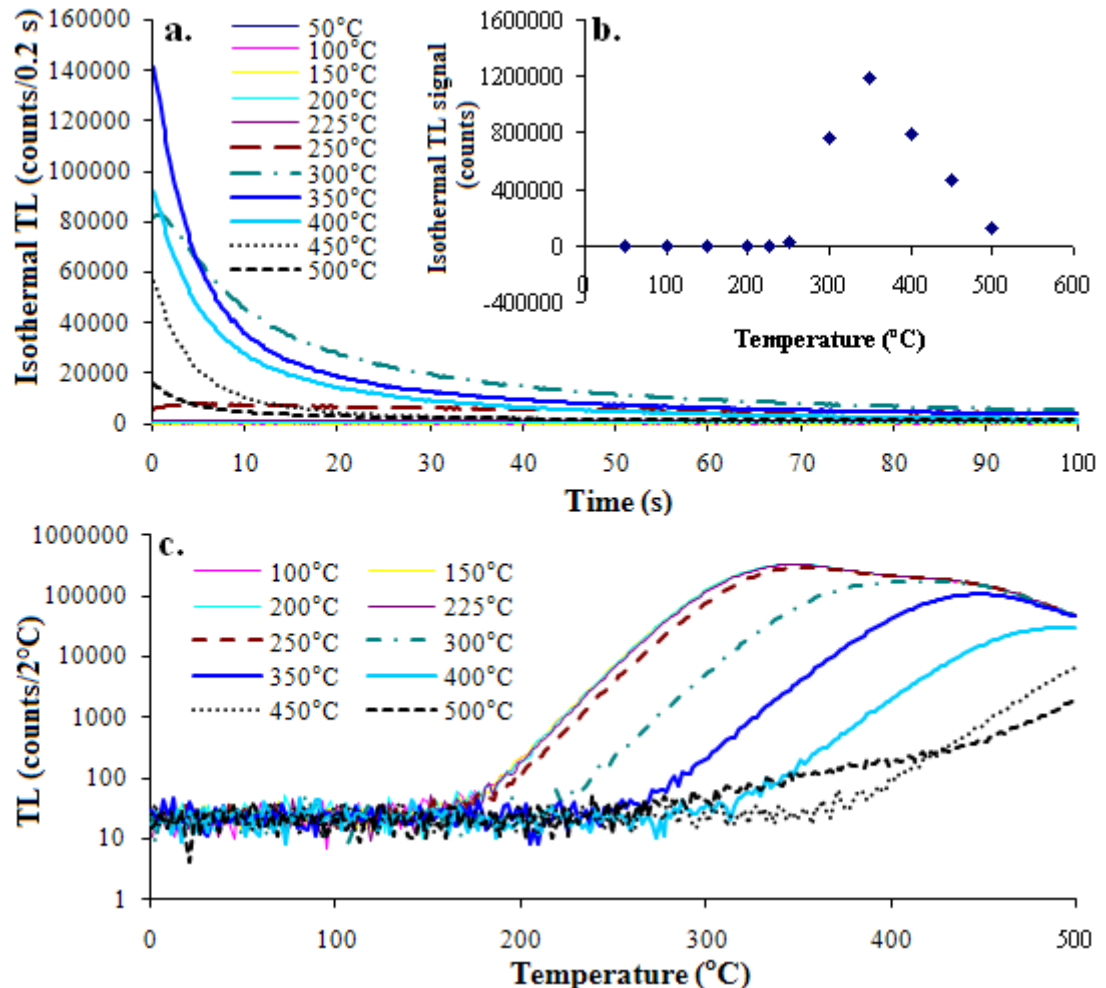 a.
Isothermal TL (counts/0.2 s)
160000
140000
120000
100000
80000
60000
40000
20000
0
50°C
100°C
150°C
200°C
225°C
250°C
300°C
350°C
400°C
450°C
500°C
0 10 20 30 40 50 60 70 80 90 100
Time (s)
b.
Isothermal TL signal
(counts)
1600000
1200000
800000
400000
0
-400000
0 100 200 300 400 500 600
Temperature (°C)
c.
TL (counts/2°C)
1000000
100000
10000
1000
100
10
1
100°C 150°C
200°C 225°C
250°C 300°C
350°C 400°C
450°C 500°C
0 100 200 300 400 500
Temperature (°C)